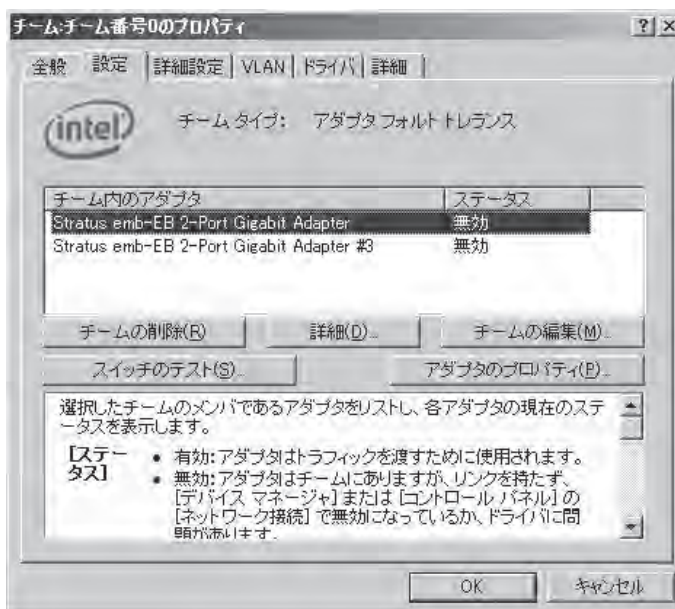 チーム:チーム番号0のプロパティ
全般 設定 詳細設定 VLAN ドライバ 詳細
intel
チーム タイプ: アダプタ フォルト トレランス
チーム内のアダプタ ステータス
Stratus emb-EB 2-Port Gigabit Adapter 無効
Stratus emb-EB 2-Port Gigabit Adapter #3 無効
チームの削除(R) 詳細(D)... チームの編集(M)...
スイッチのテスト(S)... アダプタのプロパティ(P)...
選択したチームのメンバであるアダプタをリストし、各アダプタの現在のステ
ータスを表示します。
[ステー
タス]
• 有効: アダプタはトラフィックを渡すために使用されます。
• 無効: アダプタはチームにありますが、リンクを持たず、
[デバイス マネージャ] または [コントロール パネル] の
[ネットワーク接続] で無効になっているか、ドライバに問
題があります。
OK キャンセル